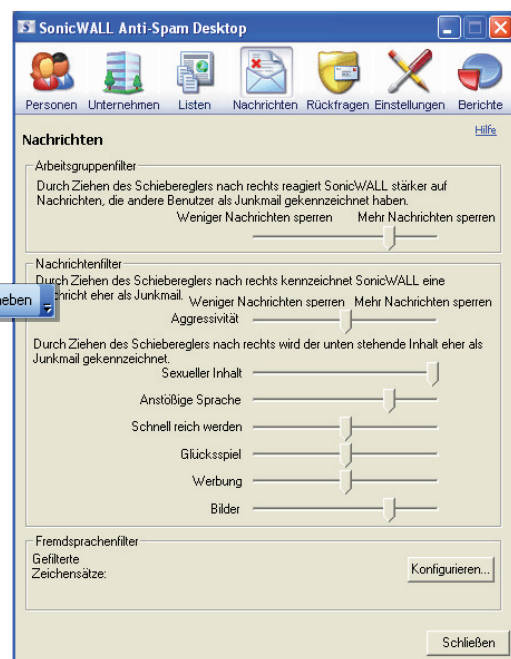 SonicWALL Anti-Spam Desktop
Personen Unternehmen Listen Nachrichten Rückfragen Einstellungen Berichte
Hilfe
Nachrichten
Arbeitsgruppenfilter
Durch Ziehen des Schiebereglers nach rechts reagiert SonicWALL stärker auf
Nachrichten, die andere Benutzer als Junkmail gekennzeichnet haben.
Weniger Nachrichten sperren Mehr Nachrichten sperren
Nachrichtenfilter
Durch Ziehen des Schiebereglers nach rechts kennzeichnet SonicWALL eine
eben
hricht eher als Junkmail.
Weniger Nachrichten sperren Mehr Nachrichten sperren
Aggressivität
Durch Ziehen des Schiebereglers nach rechts wird der unten stehende Inhalt eher als
Junkmail gekennzeichnet.
Sexueller Inhalt
Anstößige Sprache
Schnell reich werden
Glücksspiel
Werbung
Bilder
Fremdsprachenfilter
Gefilterte
Zeichensätze:
Konfigurieren...
Schließen